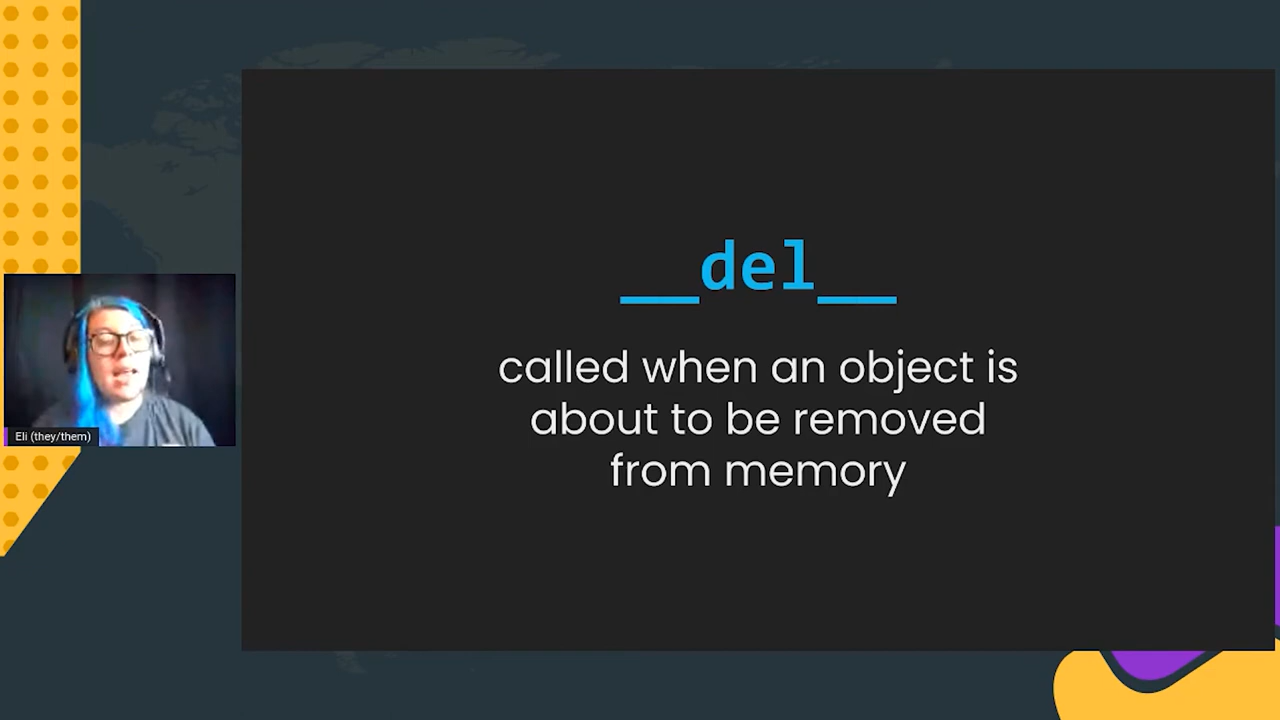 __del__
called when an object is
about to be removed
from memory
Eli (they/them)